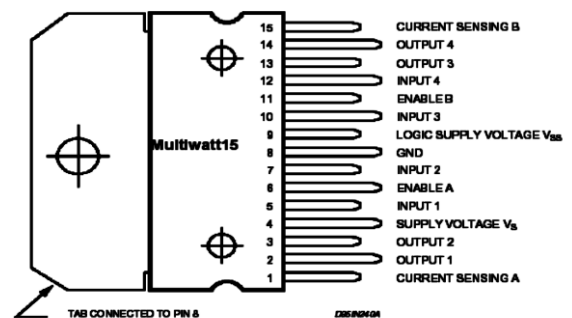 15 CURRENT SENSING B
14 OUTPUT 4
13 OUTPUT 3
12 INPUT 4
11 ENABLE B
10 INPUT 3
9 LOGIC SUPPLY VOLTAGE VSS
8 GND
7 INPUT 2
6 ENABLE A
5 INPUT 1
4 SUPPLY VOLTAGE VS
3 OUTPUT 2
2 OUTPUT 1
1 CURRENT SENSING A
Multiwatt15
TAB CONNECTED TO PIN 8
D95IN240A